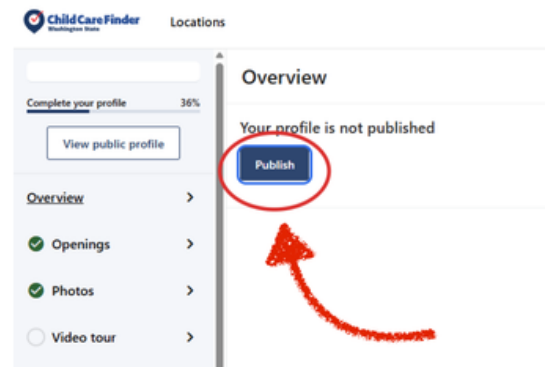 Child Care Finder
Washington State
Locations
Complete your profile 36%
View public profile
Overview
Openings
Photos
Video tour
Overview
Your profile is not published
Publish